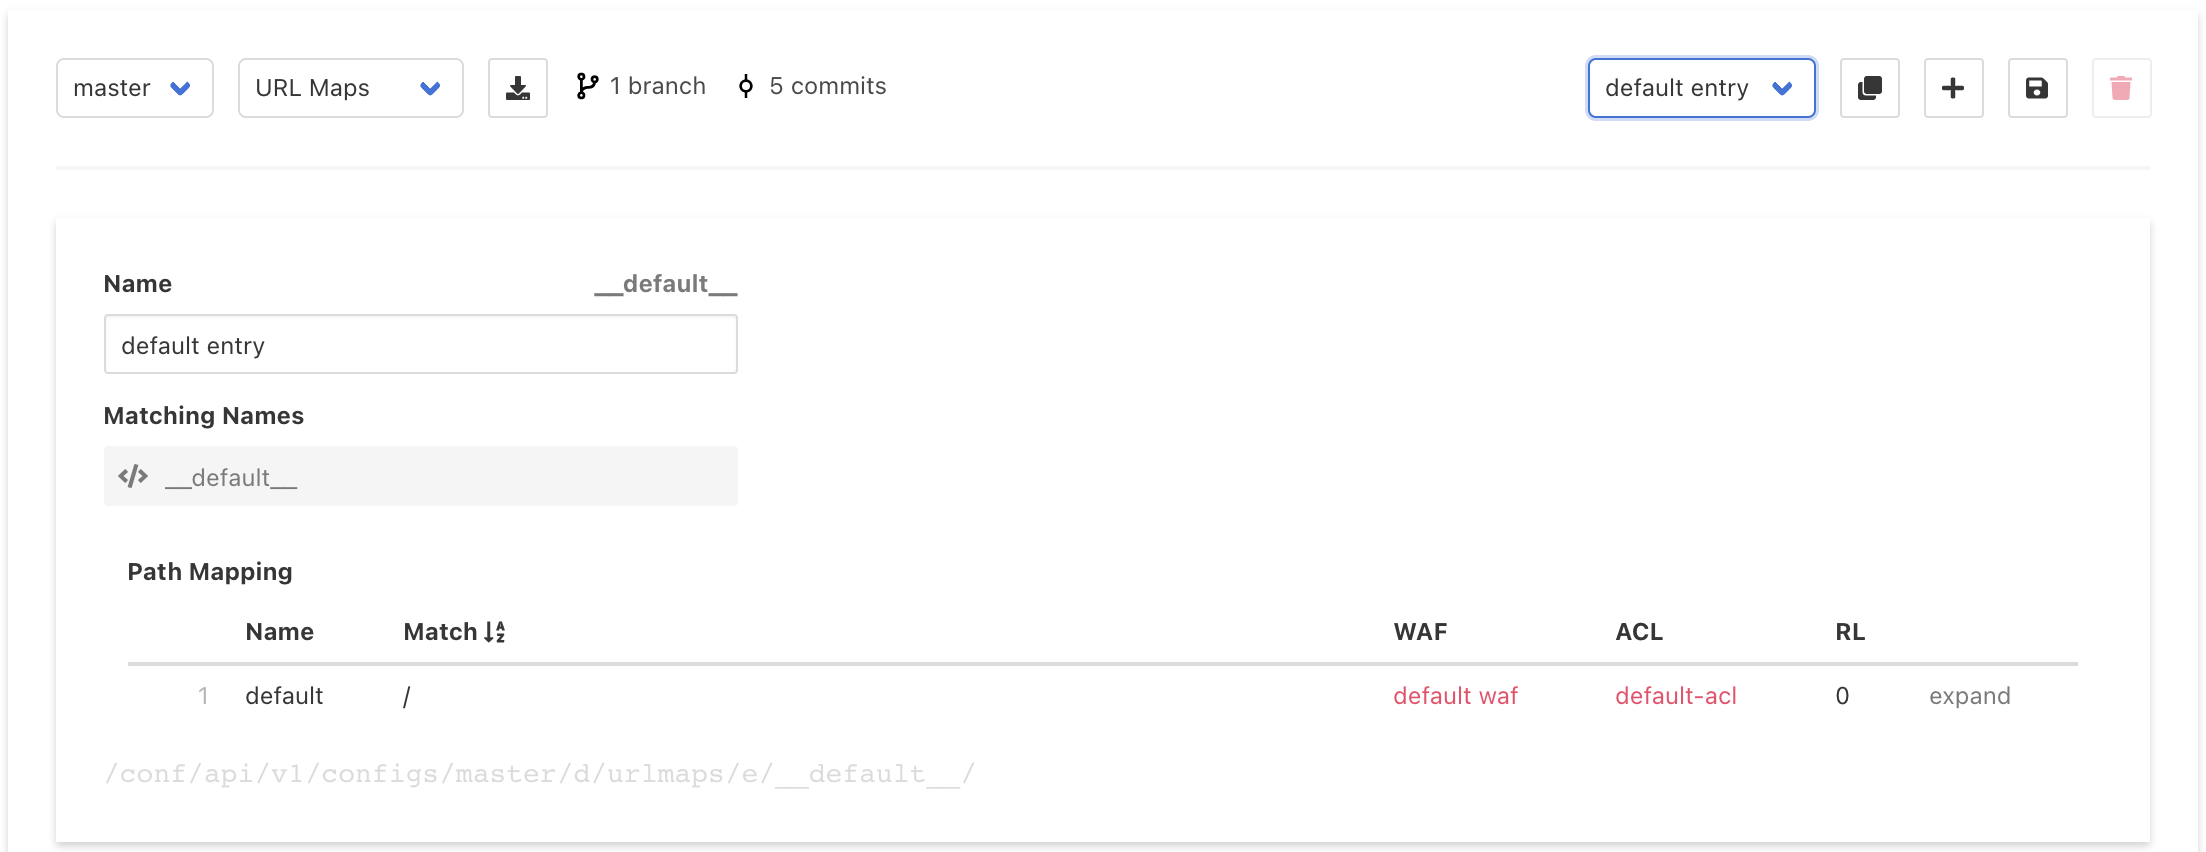 master URL Maps 1 branch 5 commits default entry
Name __default__
default entry
Matching Names
</> __default__
Path Mapping
Name Match WAF ACL RL
1 default / default waf default-acl 0 expand
/conf/api/v1/configs/master/d/urlmaps/e/__default__/